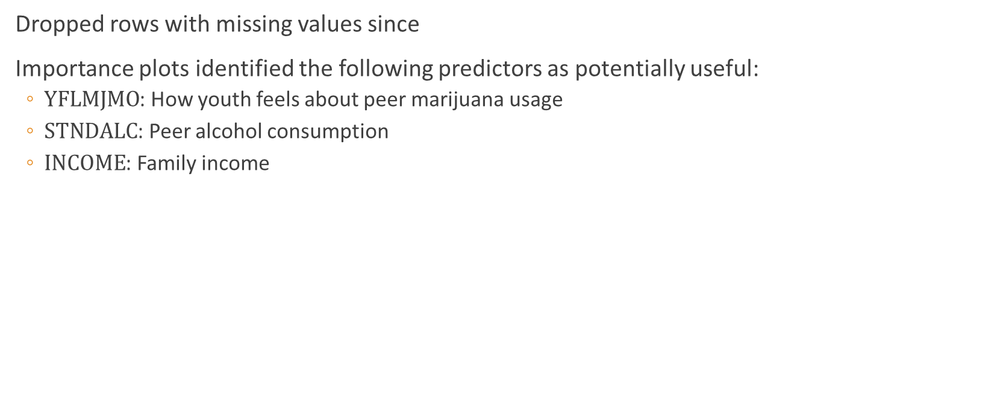 Dropped rows with missing values since
Importance plots identified the following predictors as potentially useful:
◦ YFLMJMO: How youth feels about peer marijuana usage
◦ STNDALC: Peer alcohol consumption
◦ INCOME: Family income